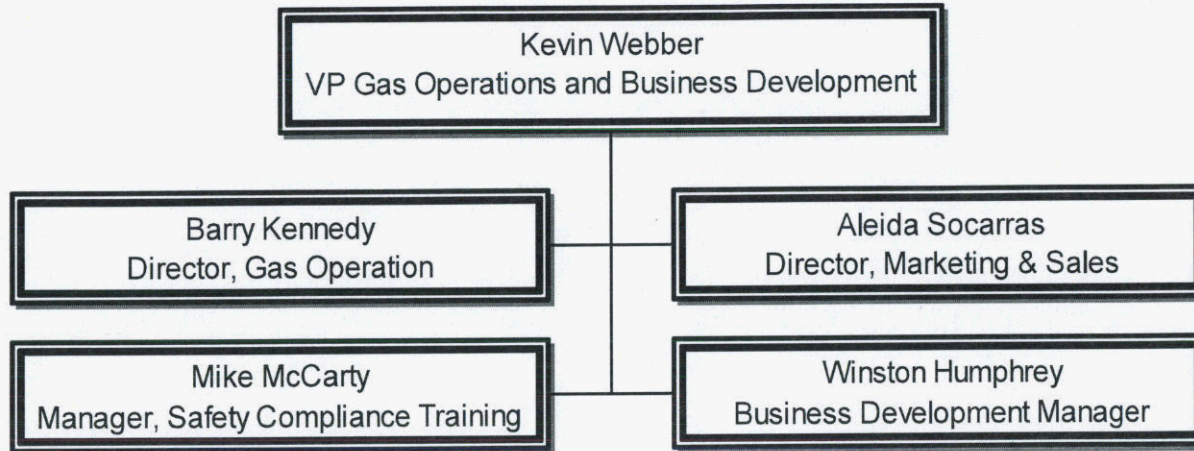 Kevin Webber
VP Gas Operations and Business Development
Barry Kennedy
Director, Gas Operation
Aleida Socarras
Director, Marketing & Sales
Mike McCarty
Manager, Safety Compliance Training
Winston Humphrey
Business Development Manager